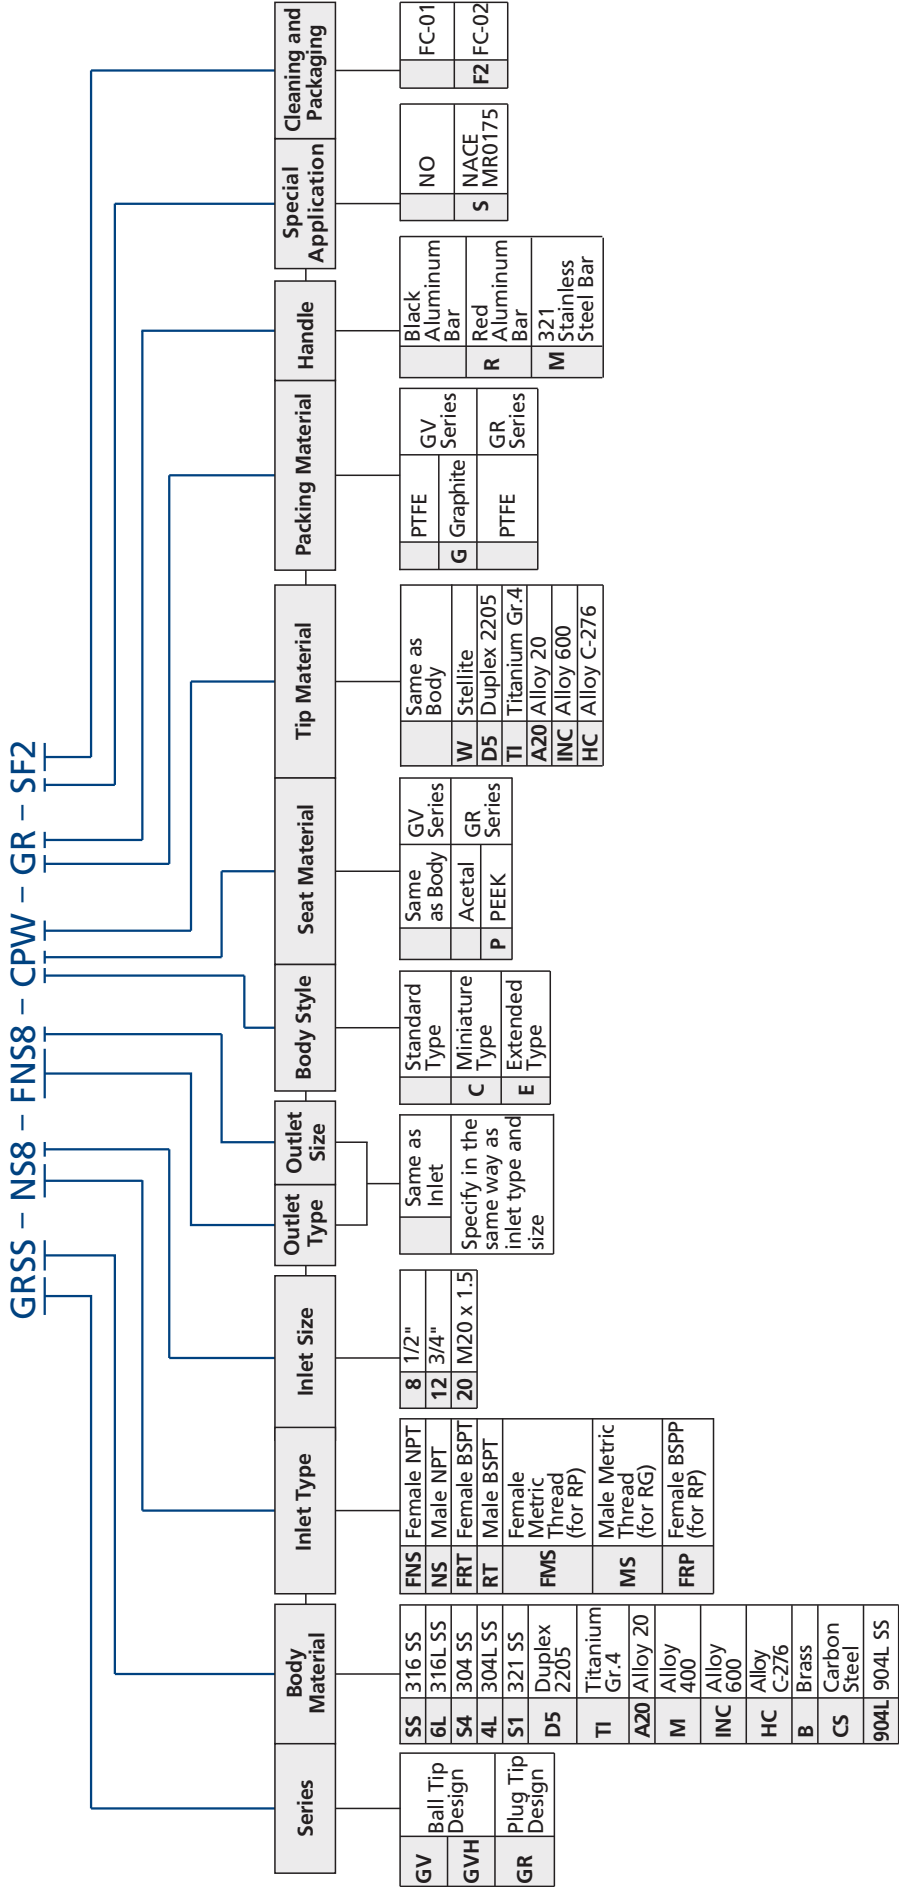 GRSS – NS8 – FNS8 – CPW – GR – SF2
Series
GV
GVH
Ball Tip
Design
GR
Plug Tip
Design
Body
Material
SS 316 SS
6L 316L SS
S4 304 SS
4L 304L SS
S1 321 SS
D5 Duplex
2205
TI Titanium
Gr.4
A20 Alloy 20
M Alloy
400
INC Alloy
600
HC Alloy
C-276
B Brass
CS Carbon
Steel
904L 904L SS
Inlet Type
FNS Female NPT
NS Male NPT
FRT Female BSPT
RT Male BSPT
FMS Female
Metric
Thread
(for RP)
MS Male Metric
Thread
(for RG)
FRP Female BSPP
(for RP)
Inlet Size
8 1/2"
12 3/4"
20 M20 x 1.5
Outlet
Type
Outlet
Size
Same as
Inlet
Specify in the
same way as
inlet type and
size
Body Style
Standard
Type
C Miniature
Type
E Extended
Type
Seat Material
Same
as Body
GV
Series
Acetal
P PEEK
GR
Series
Tip Material
Same as
Body
W Stellite
D5 Duplex 2205
TI Titanium Gr.4
A20 Alloy 20
INC Alloy 600
HC Alloy C-276
Packing Material
PTFE
G Graphite
GV
Series
PTFE
GR
Series
Handle
Black
Aluminum
Bar
R Red
Aluminum
Bar
M 321
Stainless
Steel Bar
Special
Application
NO
S NACE
MR0175
Cleaning and
Packaging
FC-01
F2 FC-02